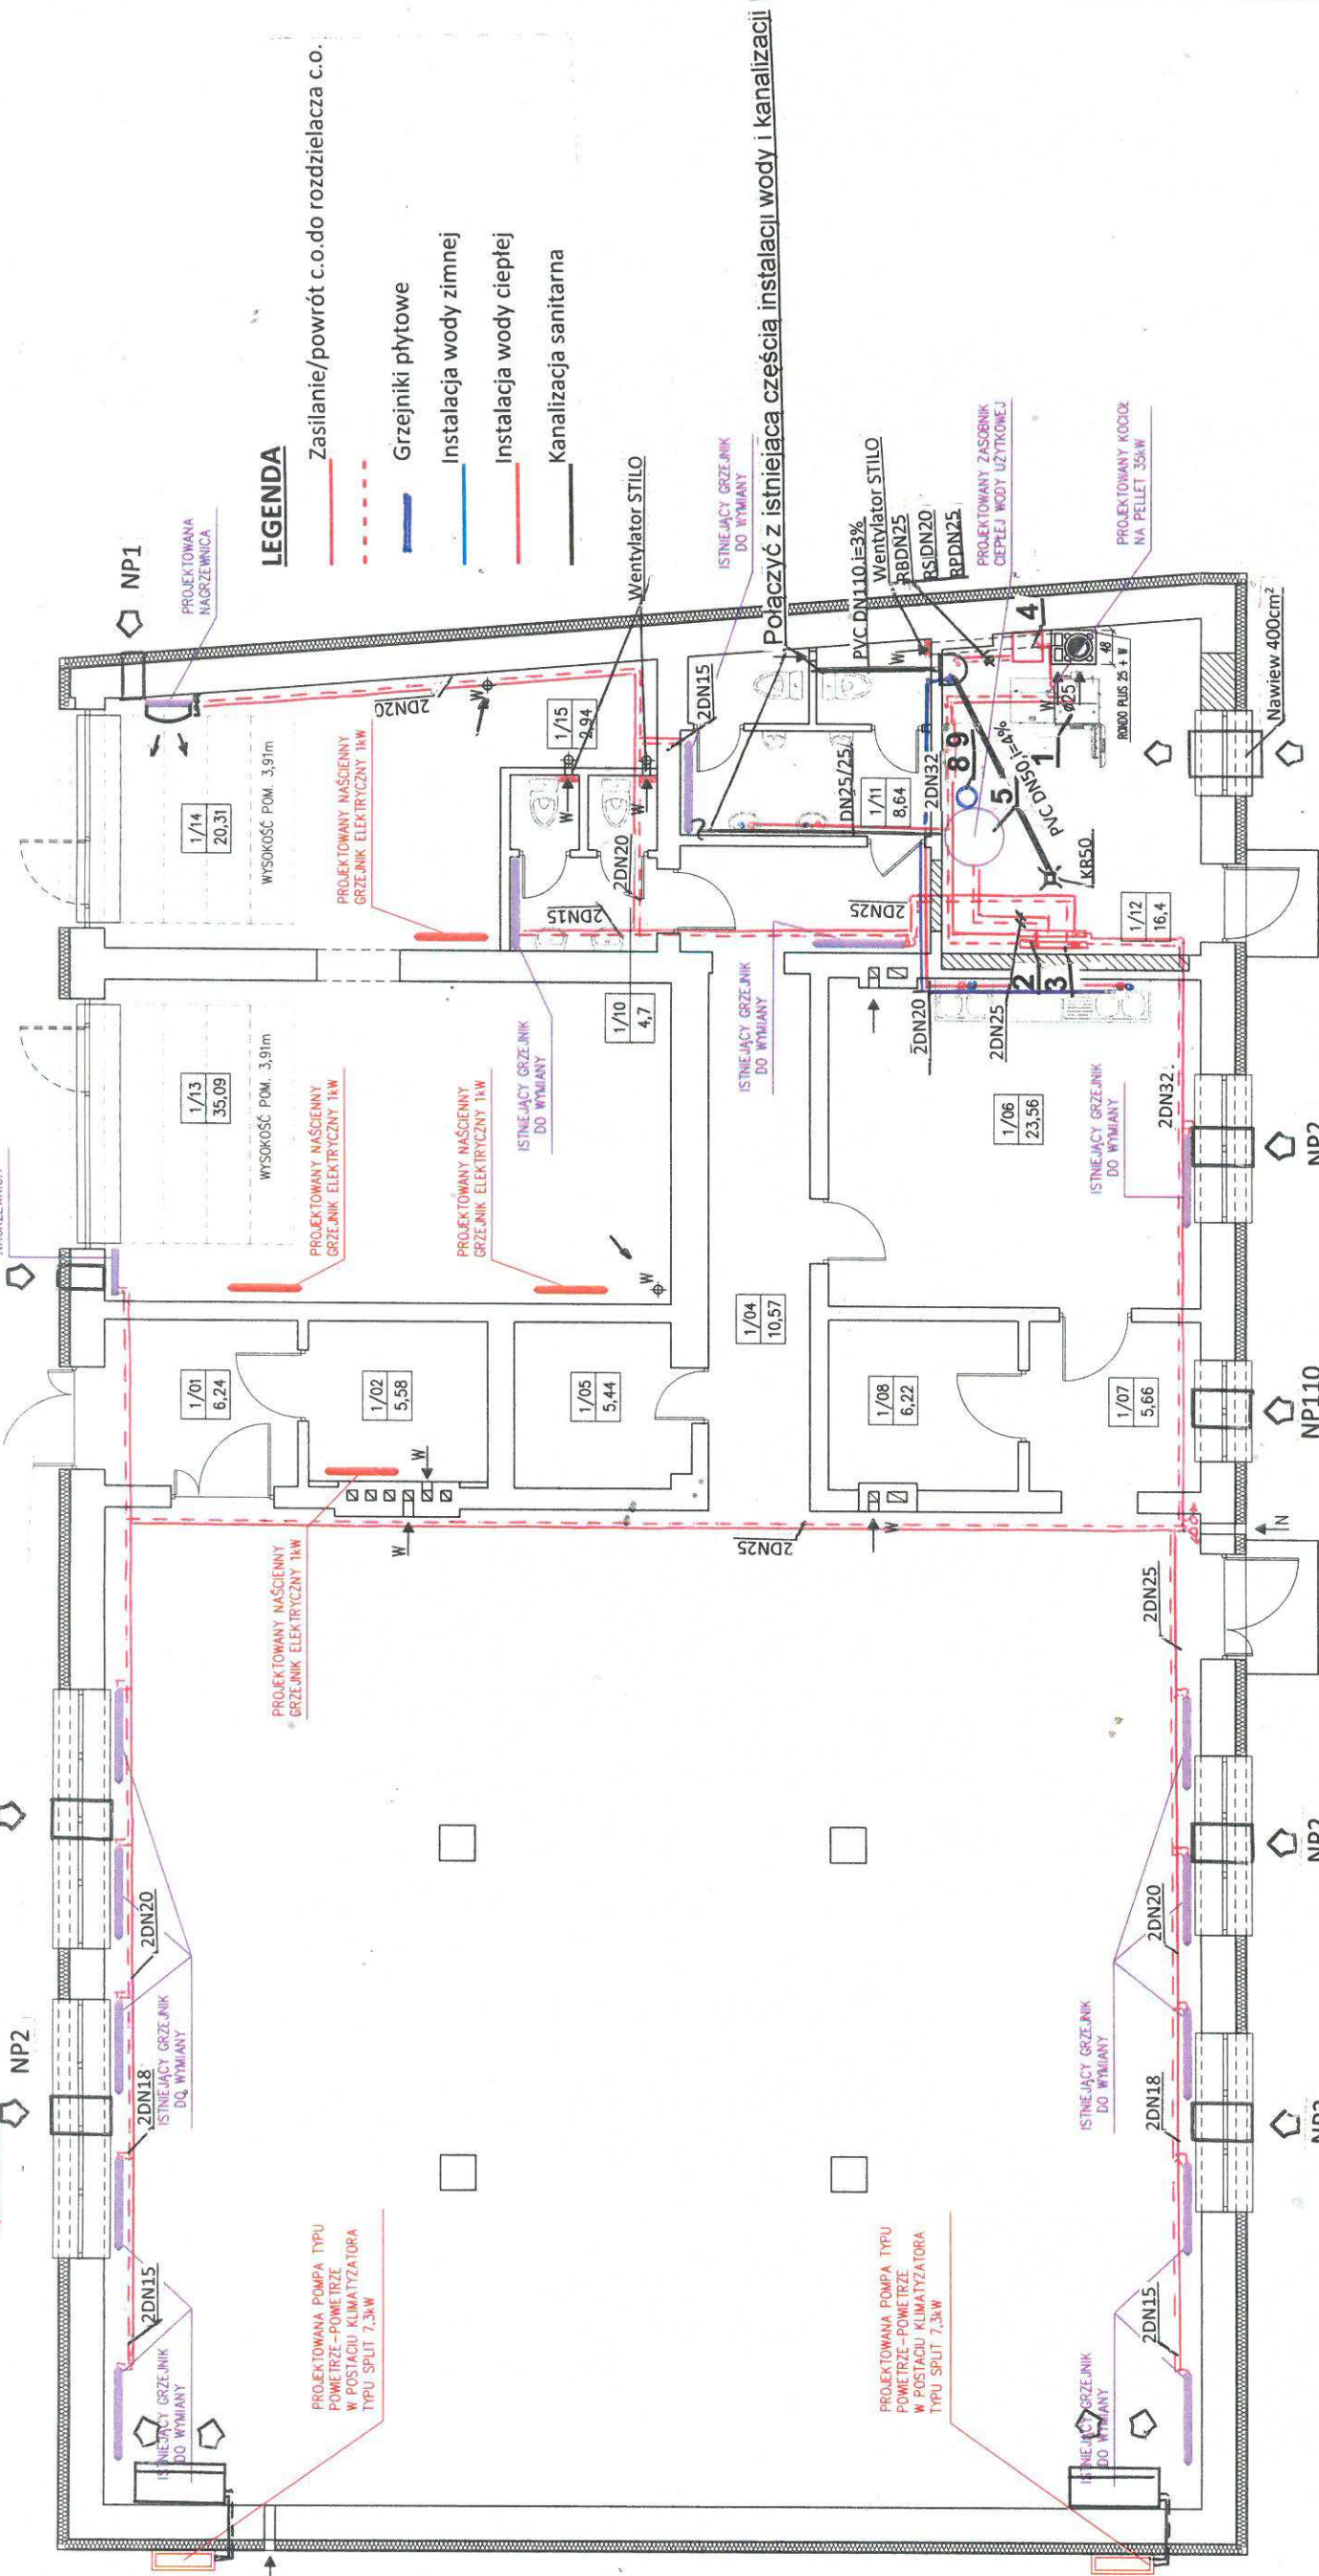 LEGENDA
Zasilanie/powrót c.o.do rozdzielacza c.o.
Grzejniki płytowe
Instalacja wody zimnej
Instalacja wody ciepłej
Kanalizacja sanitarna
NP1
PROJEKTOWANA
NAGRZEWNICA
1/14
20,31
WYSOKOŚĆ POM. 3,91m
2DN20
W
PROJEKTOWANY NAŚCIENNY
GRZEJNIK ELEKTRYCZNY 1kW
1/15
2,94
W
W
Wentylator STILO
2DN20
2DN15
1/10
4,7
2DN15
ISTNIEJĄCY GRZEJNIK
DO WYMIANY
Połączyć z istniejącą częścią instalacji wody i kanalizacji
PVC DN110 i=3%
Wentylator STILO
W
RBDN25
RSIDN20
RPDN25
DN25/25/
1/11
8,64
2DN32
2DN25
PROJEKTOWANY ZASOBNIK
CIEPŁEJ WODY UŻYTKOWEJ
PROJEKTOWANY KOCIOŁ
NA PELLET 35kW
4
8 9
5
1
W
ø25
48
RONDO PLUS 25 + W
PVC DN50,i=4%
KR50
Nawiew 400cm²
1/12
16,4
2
3
2DN20
2DN25
ISTNIEJĄCY GRZEJNIK
DO WYMIANY
1/13
35,09
WYSOKOŚĆ POM. 3,91m
PROJEKTOWANY NAŚCIENNY
GRZEJNIK ELEKTRYCZNY 1kW
PROJEKTOWANY NAŚCIENNY
GRZEJNIK ELEKTRYCZNY 1kW
ISTNIEJĄCY GRZEJNIK
DO WYMIANY
W
1/06
23,56
ISTNIEJĄCY GRZEJNIK
DO WYMIANY
2DN32
NP2
1/01
6,24
1/02
5,58
1/05
5,44
1/04
10,57
1/08
6,22
1/07
5,66
NP110
W
W
W
N
PROJEKTOWANY NAŚCIENNY
GRZEJNIK ELEKTRYCZNY 1kW
2DN25
2DN25
2DN20
ISTNIEJĄCY GRZEJNIK
DO WYMIANY
2DN18
NP2
2DN15
ISTNIEJĄCY GRZEJNIK
DO WYMIANY
2DN20
NP2
ISTNIEJĄCY GRZEJNIK
DO WYMIANY
2DN18
NP2
2DN15
ISTNIEJĄCY GRZEJNIK
DO WYMIANY
PROJEKTOWANA POMPA TYPU
POWIETRZE-POWIETRZE
W POSTACIU KLIMATYZATORA
TYPU SPLIT 7,3kW
PROJEKTOWANA POMPA TYPU
POWIETRZE-POWIETRZE
W POSTACIU KLIMATYZATORA
TYPU SPLIT 7,3kW